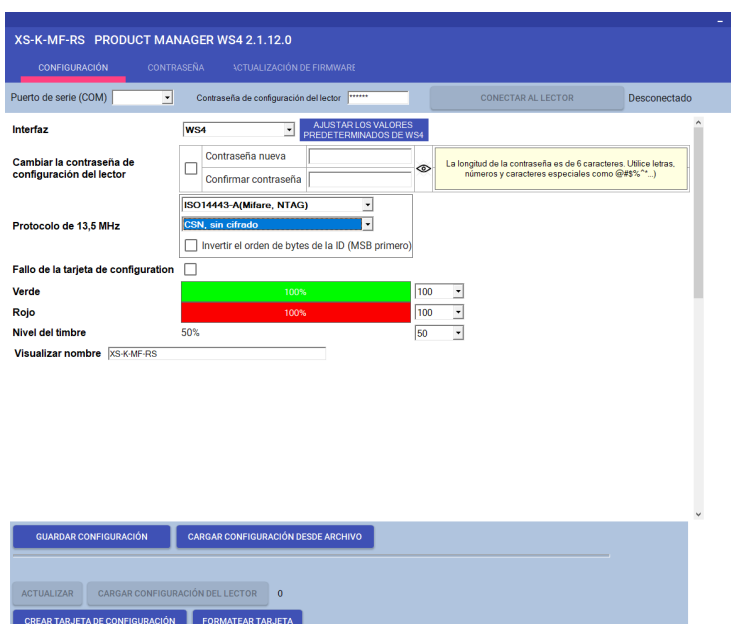 XS-K-MF-RS PRODUCT MANAGER WS4 2.1.12.0
CONFIGURACIÓN CONTRASEÑA \CTUALIZACIÓN DE FIRMWARE
Puerto de serie (COM) Contraseña de configuración del lector ****** CONECTAR AL LECTOR Desconectado
Interfaz WS4 AJUSTAR LOS VALORES
PREDETERMINADOS DE WS4
Cambiar la contraseña de
configuración del lector
Contraseña nueva
Confirmar contraseña
La longitud de la contraseña es de 6 caracteres. Utilice letras,
números y caracteres especiales como @#$%^*...)
Protocolo de 13,5 MHz
ISO14443-A(Mifare, NTAG)
CSN, sin cifrado
Invertir el orden de bytes de la ID (MSB primero)
Fallo de la tarjeta de configuration
Verde 100% 100
Rojo 100% 100
Nivel del timbre 50% 50
Visualizar nombre XS-K-MF-RS
GUARDAR CONFIGURACIÓN CARGAR CONFIGURACIÓN DESDE ARCHIVO
ACTUALIZAR CARGAR CONFIGURACIÓN DEL LECTOR 0
CREAR TARJETA DE CONFIGURACIÓN FORMATEAR TARJETA